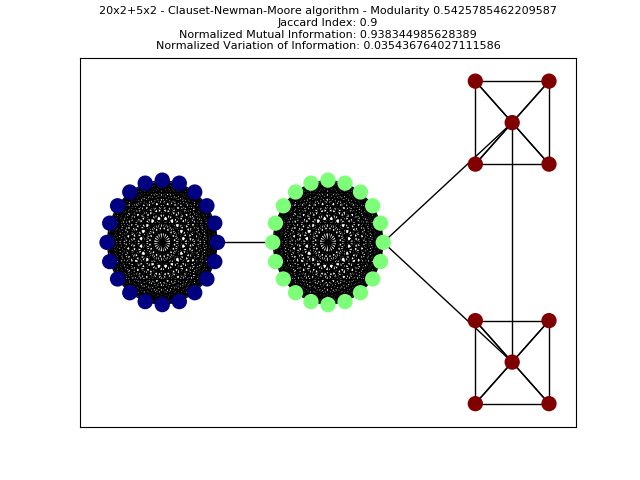 20x2+5x2 - Clauset-Newman-Moore algorithm - Modularity 0.5425785462209587
Jaccard Index: 0.9
Normalized Mutual Information: 0.938344985628389
Normalized Variation of Information: 0.035436764027111586